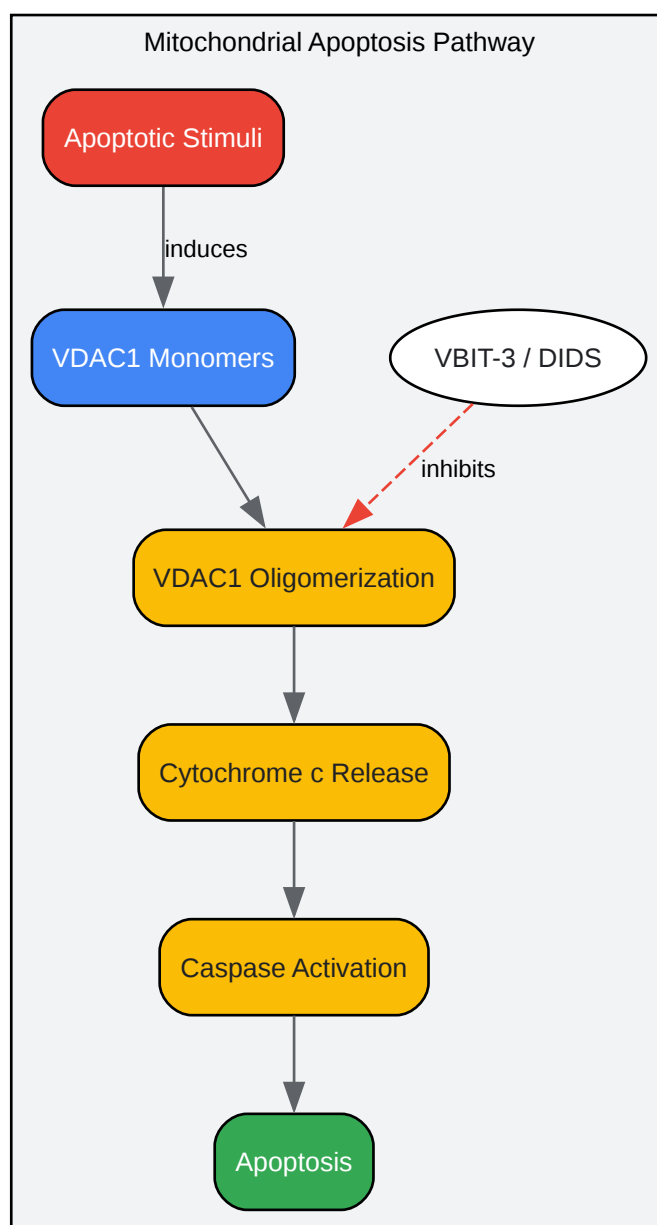 Mitochondrial Apoptosis Pathway
Apoptotic Stimuli
induces
VDAC1 Monomers
VBIT-3 / DIDS
inhibits
VDAC1 Oligomerization
Cytochrome c Release
Caspase Activation
Apoptosis